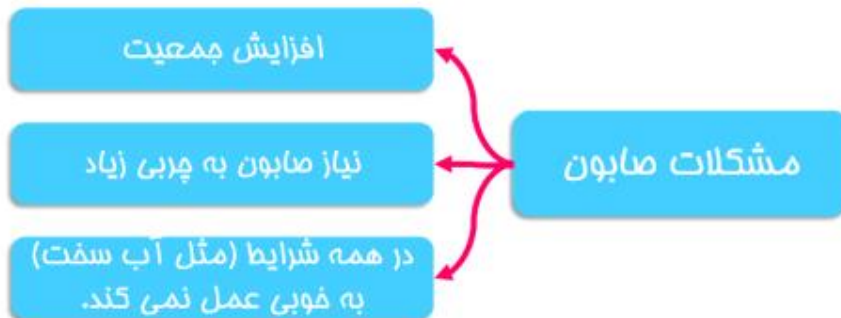 مشکلات صابون
افزایش جمعیت
نیاز صابون به چربی زیاد
در همه شرایط (مثل آب سخت)
به خوبی عمل نمی کند.